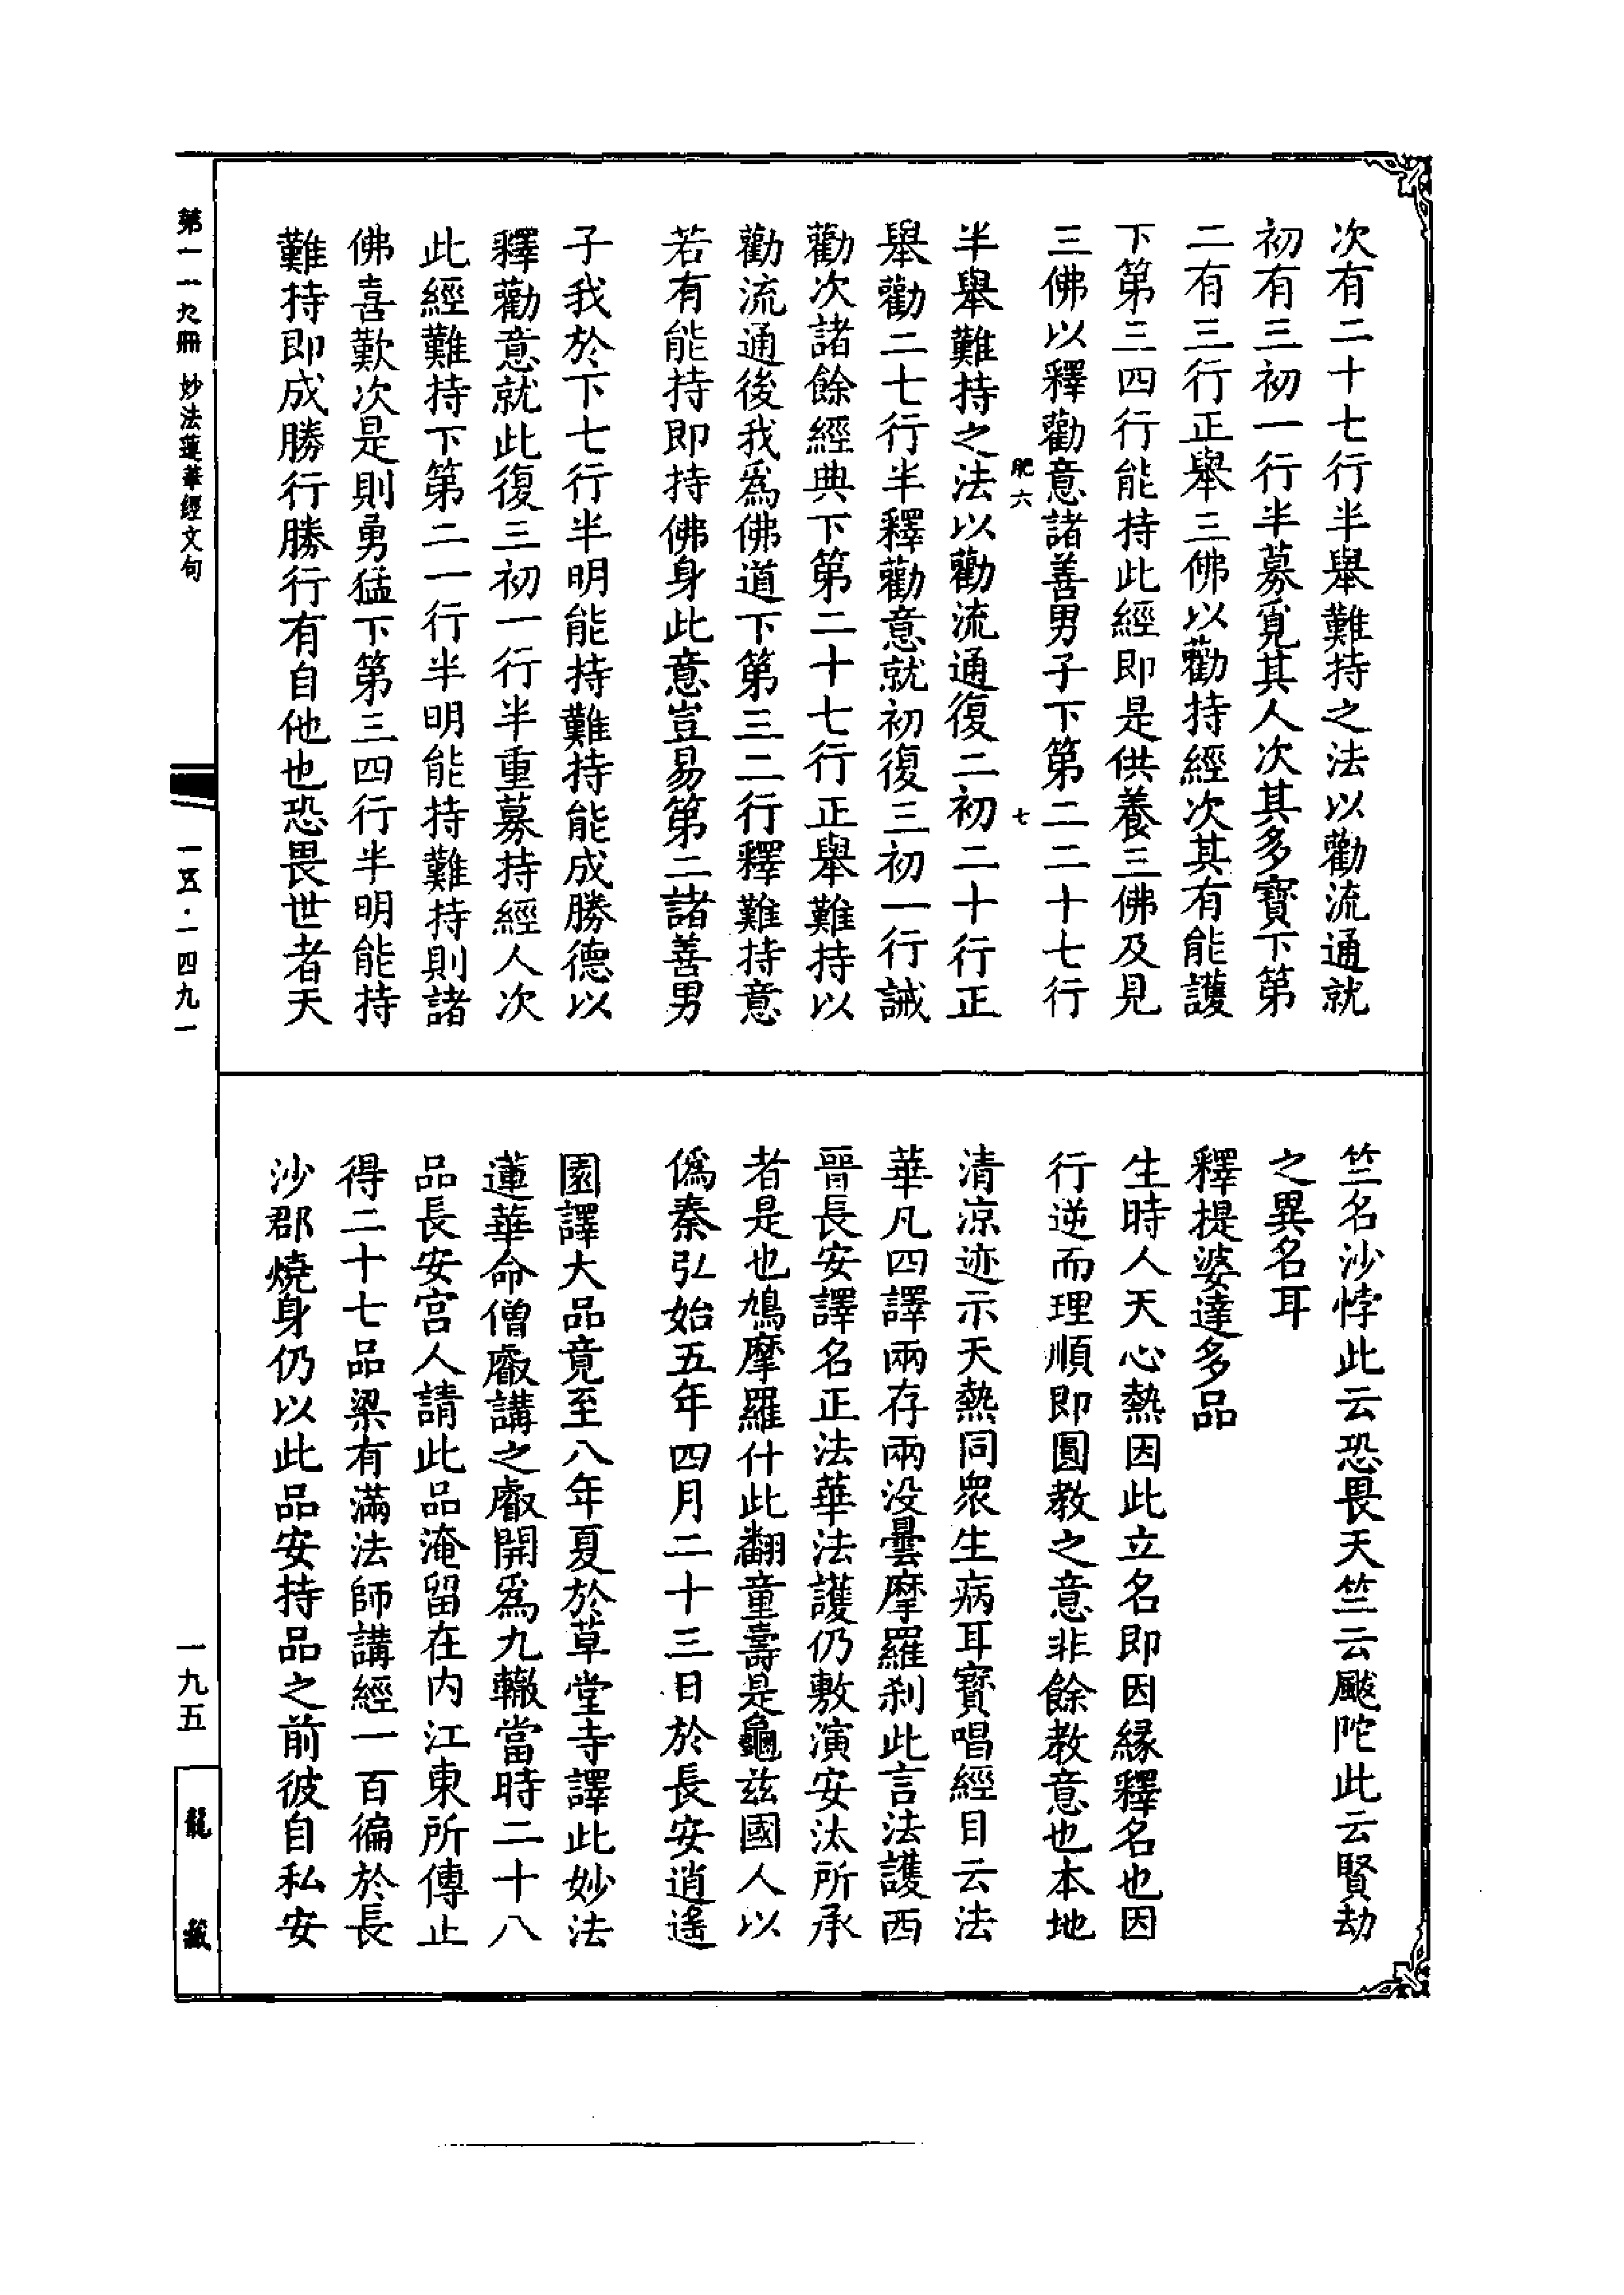 次有二十七行半舉難持之法以勸流通就
初有三初一行半募覓其人次其多寶下第
二有三行正舉三佛以勸持經次其有能護
下第三四行能持此經即是供養三佛及見
三佛以釋勸意諸善男子下第二二十七行
肥六 七
半舉難持之法以勸流通復二初二十行正
舉勸二七行半釋勸意就初復三初一行誡
勸次諸餘經典下第二十七行正舉難持以
勸流通後我爲佛道下第三二行釋難持意
若有能持即持佛身此意豈易第二諸善男
子我於下七行半明能持難持能成勝德以
釋勸意就此復三初一行半重募持經人次
此經難持下第二一行半明能持難持則諸
佛喜歎次是則勇猛下第三四行半明能持
難持即成勝行勝行有自他也恐畏世者天
竺名沙悖此云恐畏天竺云颰陀此云賢劫
之異名耳
釋提婆達多品
生時人天心熱因此立名即因緣釋名也因
行逆而理順即圓教之意非餘教意也本地
清涼迹示天熱同衆生病耳寶唱經目云法
華凡四譯兩存兩沒曇摩羅刹此言法護西
晉長安譯名正法華法護仍敷演安汰所承
者是也鳩摩羅什此翻童壽是龜玆國人以
僞秦弘始五年四月二十三日於長安逍遙
園譯大品竟至八年夏於草堂寺譯此妙法
蓮華命僧叡講之叡開爲九轍當時二十八
品長安宮人請此品淹留在內江東所傳止
得二十七品梁有滿法師講經一百徧於長
沙郡燒身仍以此品安持品之前彼自私安
第一一九冊 妙法蓮華經文句
一五·一四九一
一九五
龍藏